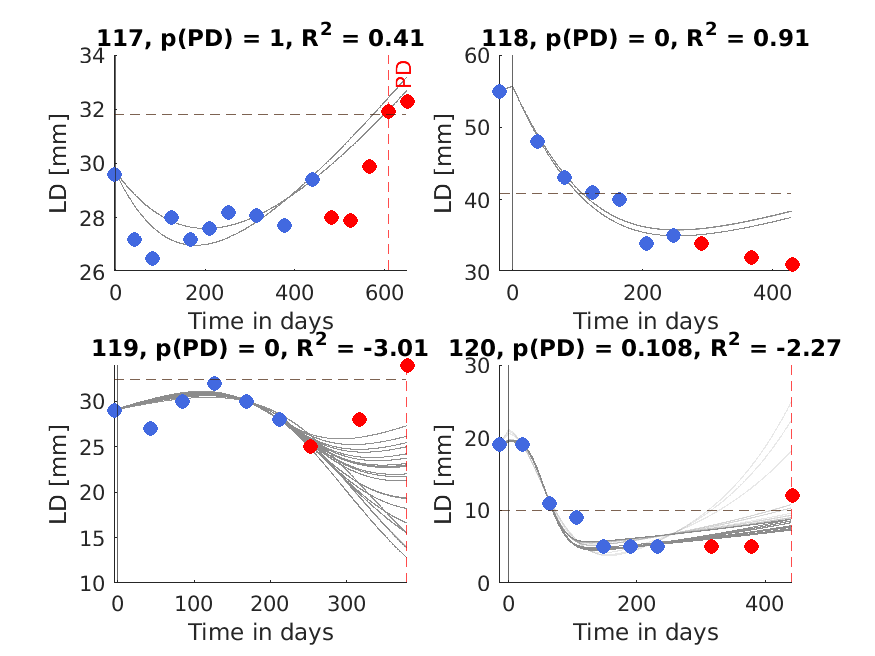 117, p(PD) = 1, R² = 0.41
34
32
30
28
26
LD [mm]
PD
0
200
400
600
Time in days
118, p(PD) = 0, R² = 0.91
60
50
40
30
LD [mm]
0
200
400
Time in days
119, p(PD) = 0, R² = -3.01
30
25
20
15
10
LD [mm]
0
100
200
300
Time in days
120, p(PD) = 0.108, R² = -2.27
30
20
10
0
LD [mm]
0
200
400
Time in days